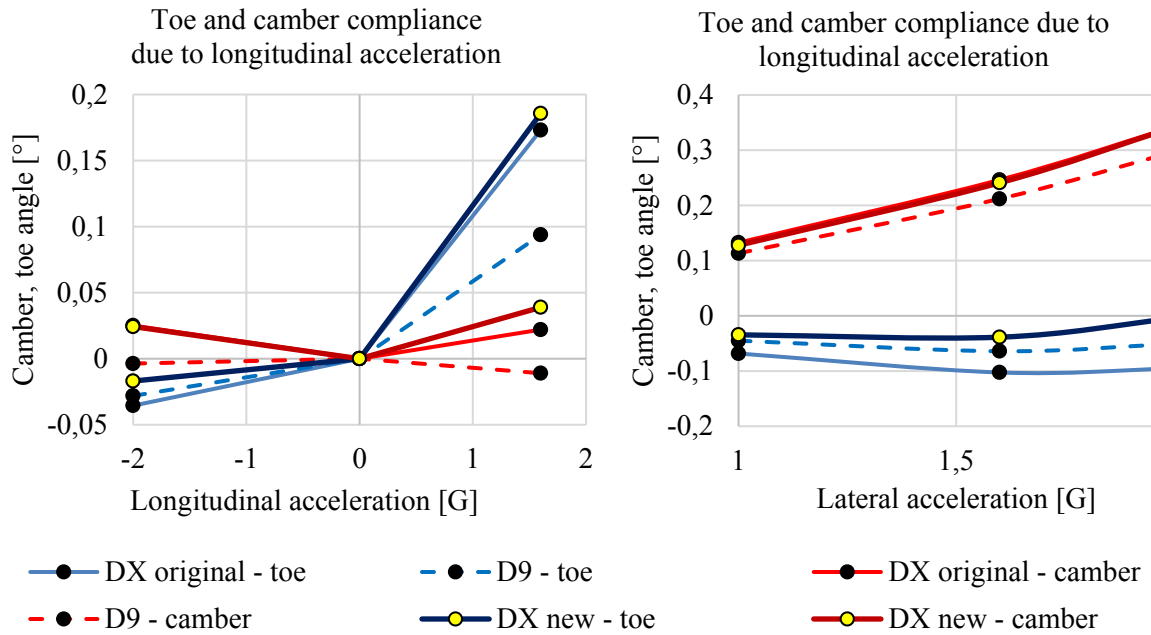 Toe and camber compliance
due to longitudinal acceleration
0,2
0,15
0,1
0,05
0
-0,05
Camber, toe angle [°]
-2
-1
0
1
2
Longitudinal acceleration [G]
Toe and camber compliance due to
longitudinal acceleration
0,4
0,3
0,2
0,1
0
-0,1
-0,2
Camber, toe angle [°]
1
1,5
Lateral acceleration [G]
DX original - toe
D9 - toe
DX original - camber
D9 - camber
DX new - toe
DX new - camber